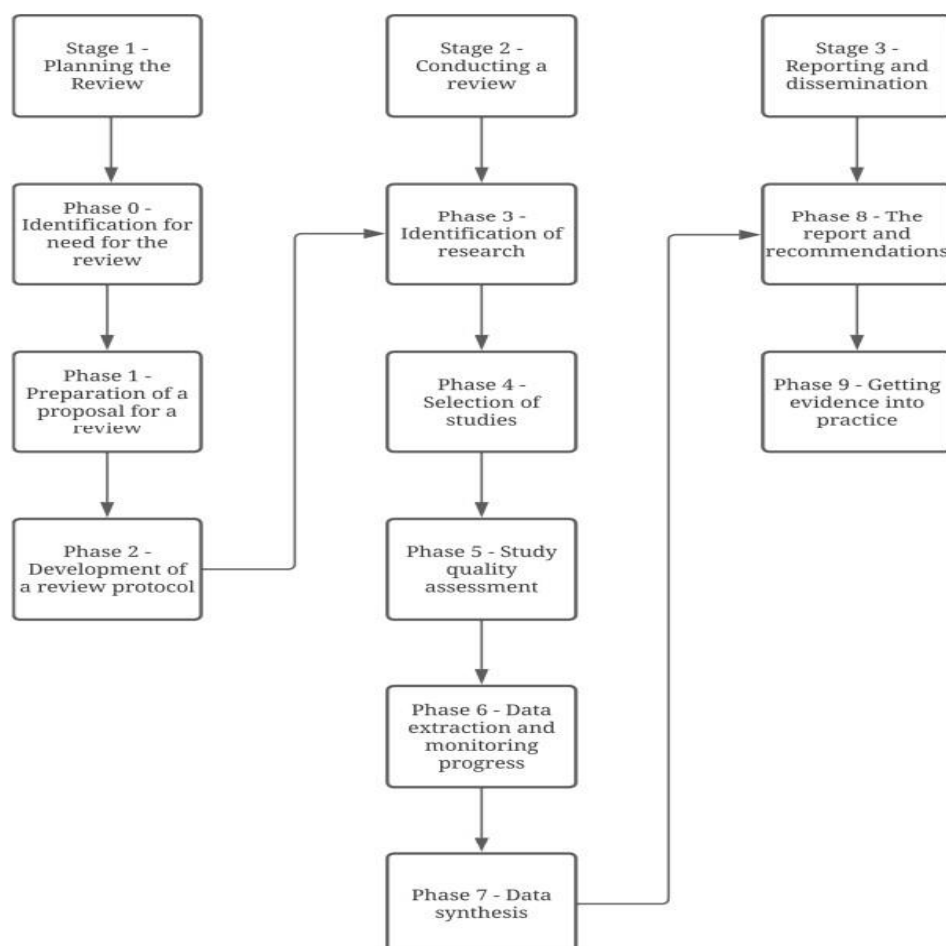 Stage 1 -
Planning the
Review
Phase 0 -
Identification for
need for the
review
Phase 1 -
Preparation of a
proposal for a
review
Phase 2 -
Development of
a review protocol
Stage 2 -
Conducting a
review
Phase 3 -
Identification of
research
Phase 4 -
Selection of
studies
Phase 5 - Study
quality
assessment
Phase 6 - Data
extraction and
monitoring
progress
Phase 7 - Data
synthesis
Stage 3 -
Reporting and
dissemination
Phase 8 - The
report and
recommendations
Phase 9 - Getting
evidence into
practice